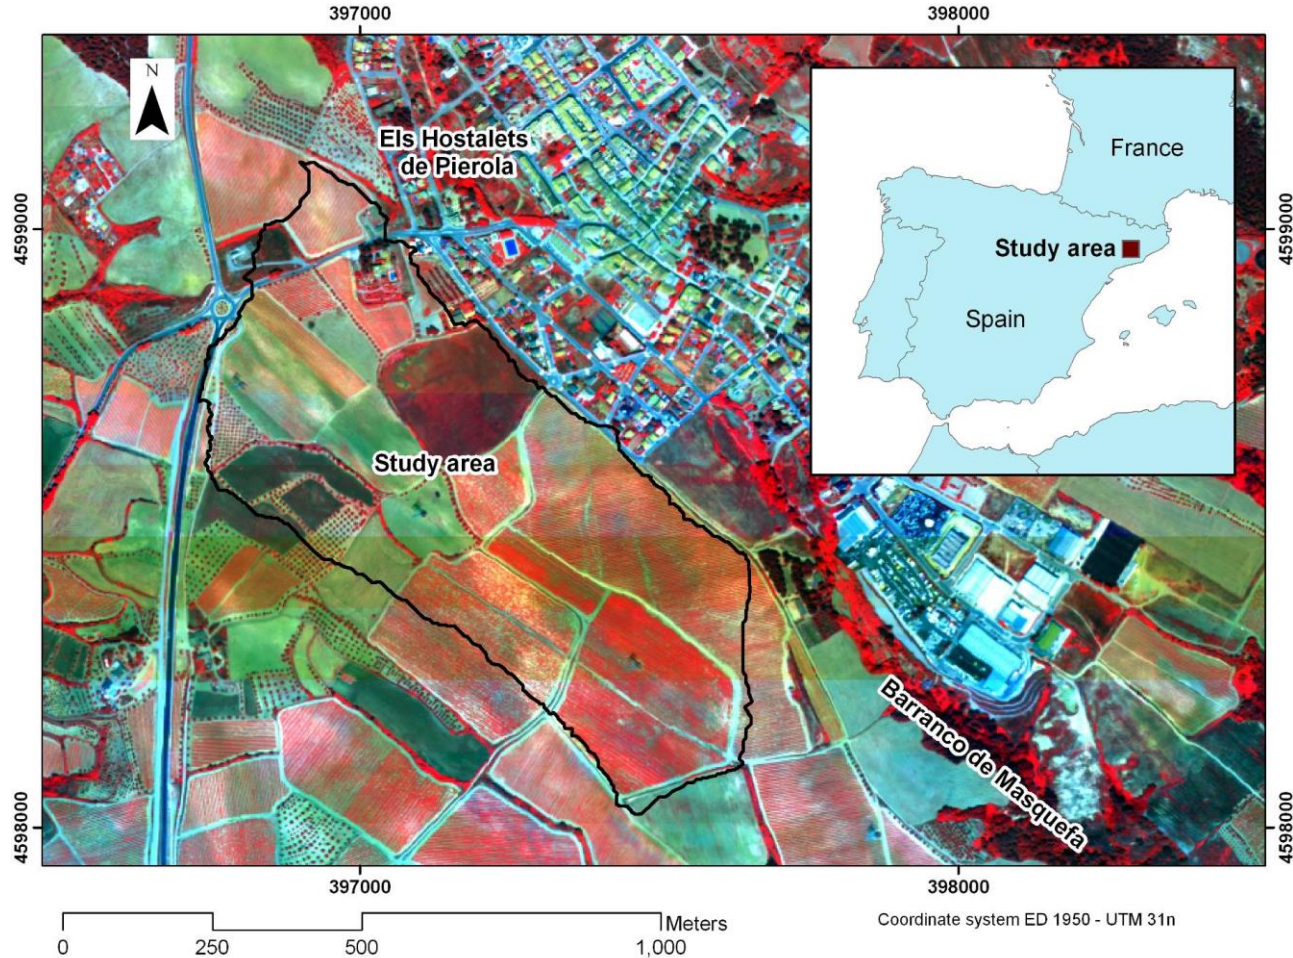 397000
398000
N
Els Hostalets
de Pierola
France
4599000
4599000
Study area
Spain
Study area
Barranco de Masquefa
4598000
4598000
397000
398000
Meters
0
250
500
1,000
Coordinate system ED 1950 - UTM 31n